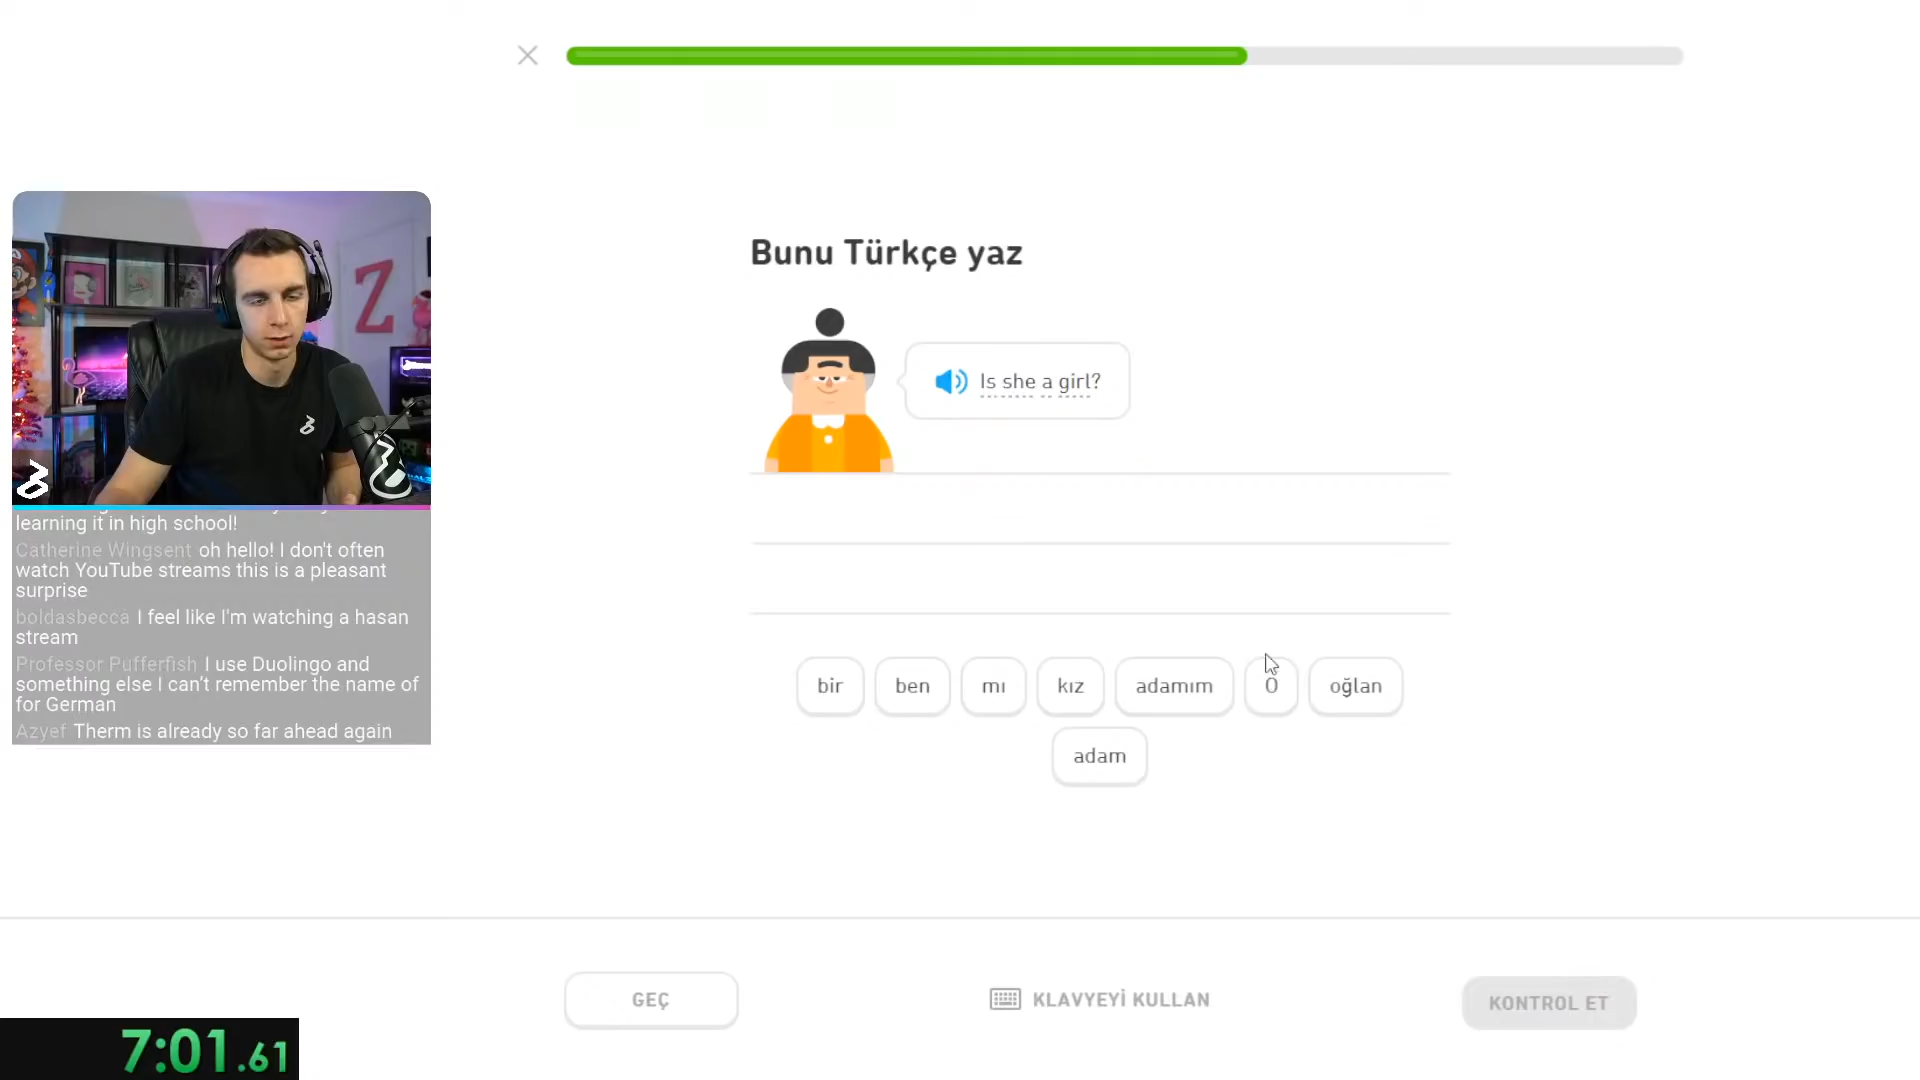 Bunu Türkçe yaz
Is she a girl?
Z
learning it in high school!
Catherine Wingsent oh hello! I don't often
watch YouTube streams this is a pleasant
surprise
boldasbecca I feel like I'm watching a hasan
stream
Professor Pufferfish I use Duolingo and
something else I can't remember the name of
for German
Azyef Therm is already so far ahead again
bir ben mı kız adamım O oğlan
adam
GEÇ KLAVYEYİ KULLAN KONTROL ET
7:01.61